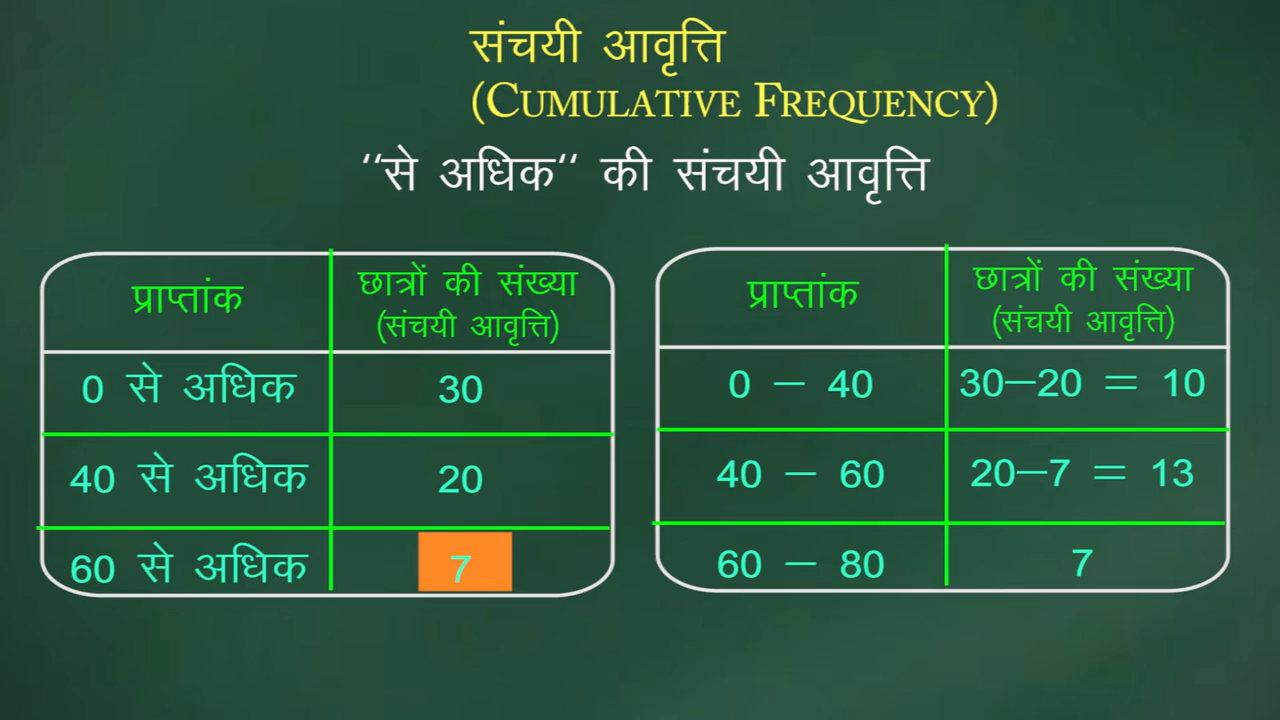 संचयी आवृत्ति
(CUMULATIVE FREQUENCY)
‘‘से अधिक‘‘ की संचयी आवृत्ति
प्राप्तांक छात्रों की संख्या
(संचयी आवृत्ति)
0 से अधिक 30
40 से अधिक 20
60 से अधिक 7
प्राप्तांक छात्रों की संख्या
(संचयी आवृत्ति)
0 – 40 30–20 = 10
40 – 60 20–7 = 13
60 – 80 7